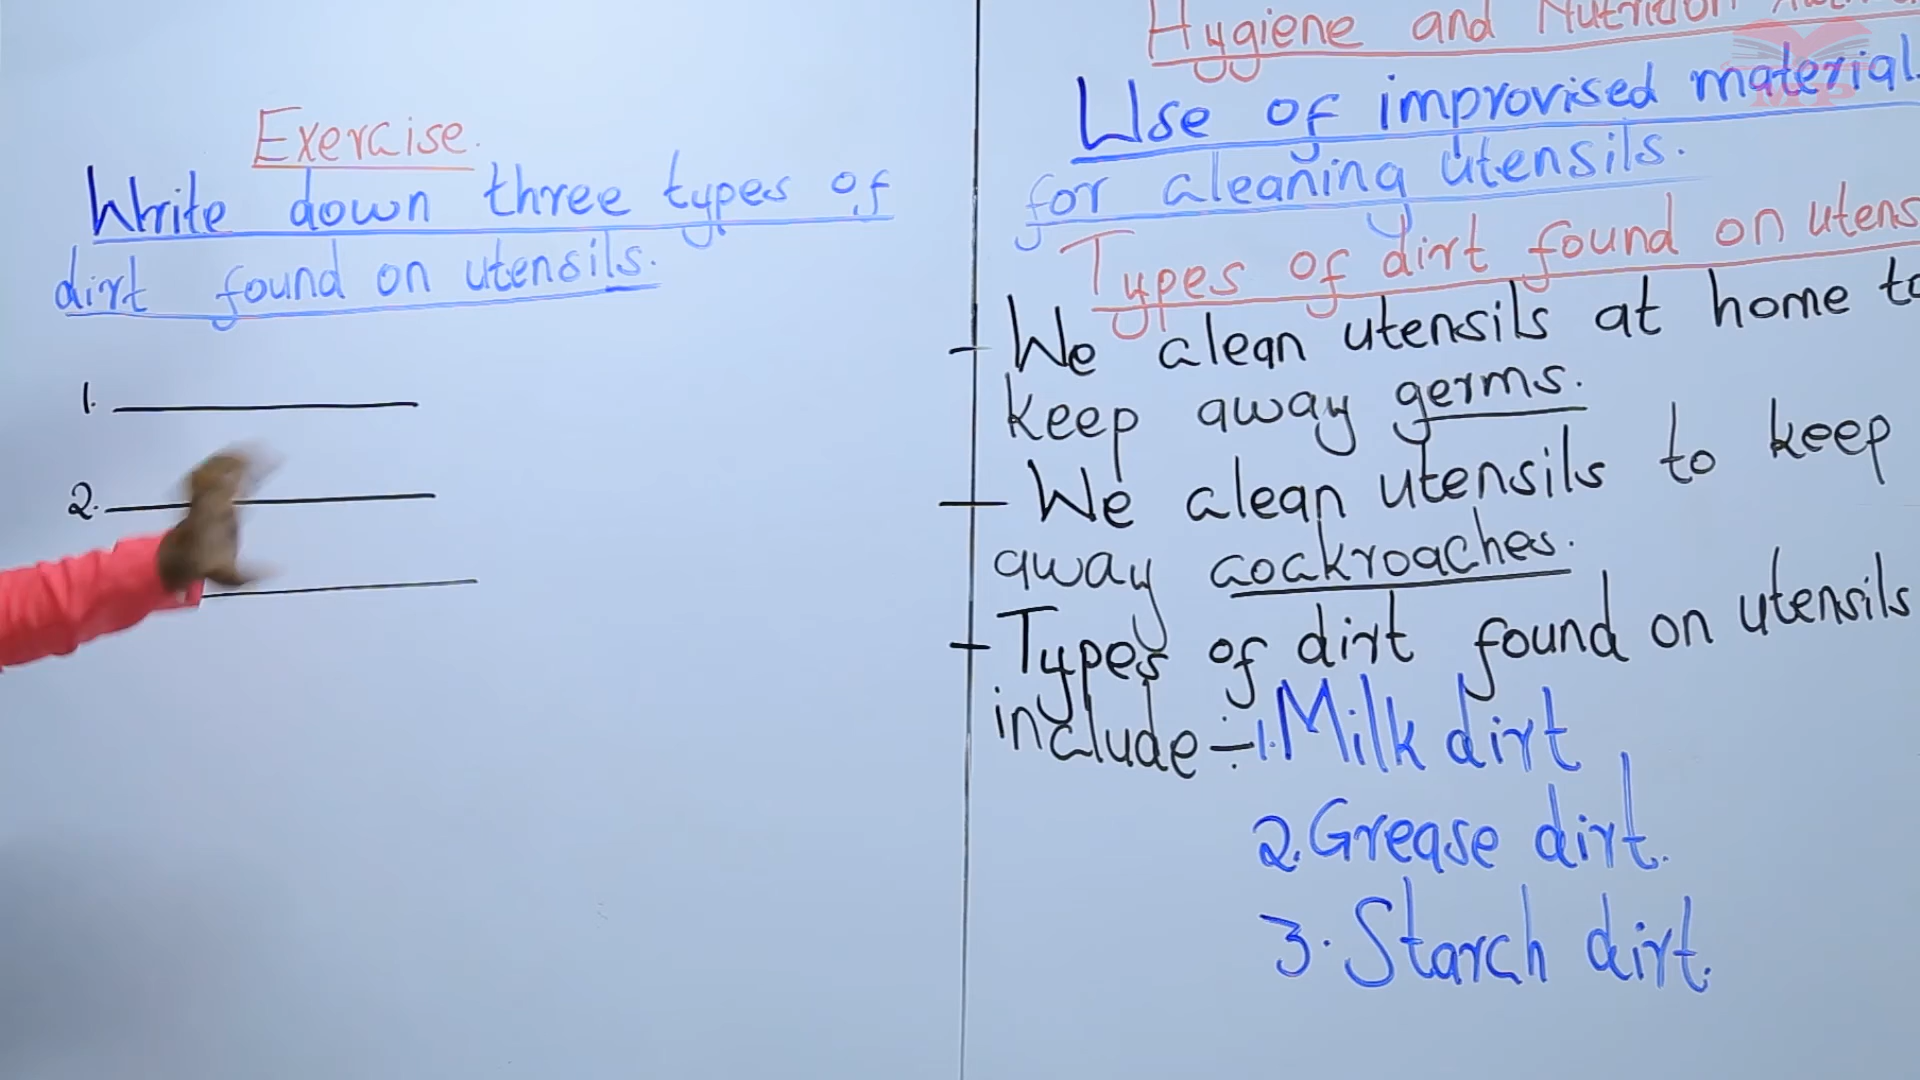 Exercise.
Write down three types of
dirt found on utensils.
1.
2.
Hygiene and Nutrition
Use of improvised material
for cleaning utensils.
Types of dirt found on utens
- We clean utensils at home to
keep away germs.
- We clean utensils to keep
away cockroaches.
- Types of dirt found on utensils
include :- 1. Milk dirt
2. Grease dirt.
3. Starch dirt.